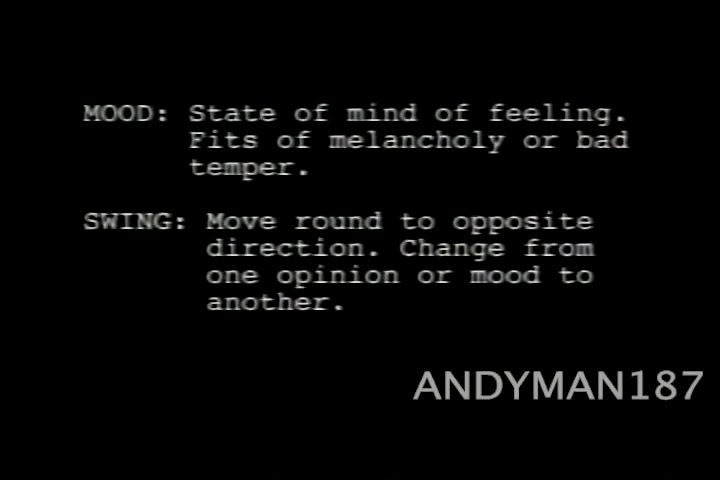 MOOD: State of mind of feeling.
Fits of melancholy or bad
temper.
SWING: Move round to opposite
direction. Change from
one opinion or mood to
another.
ANDYMAN187